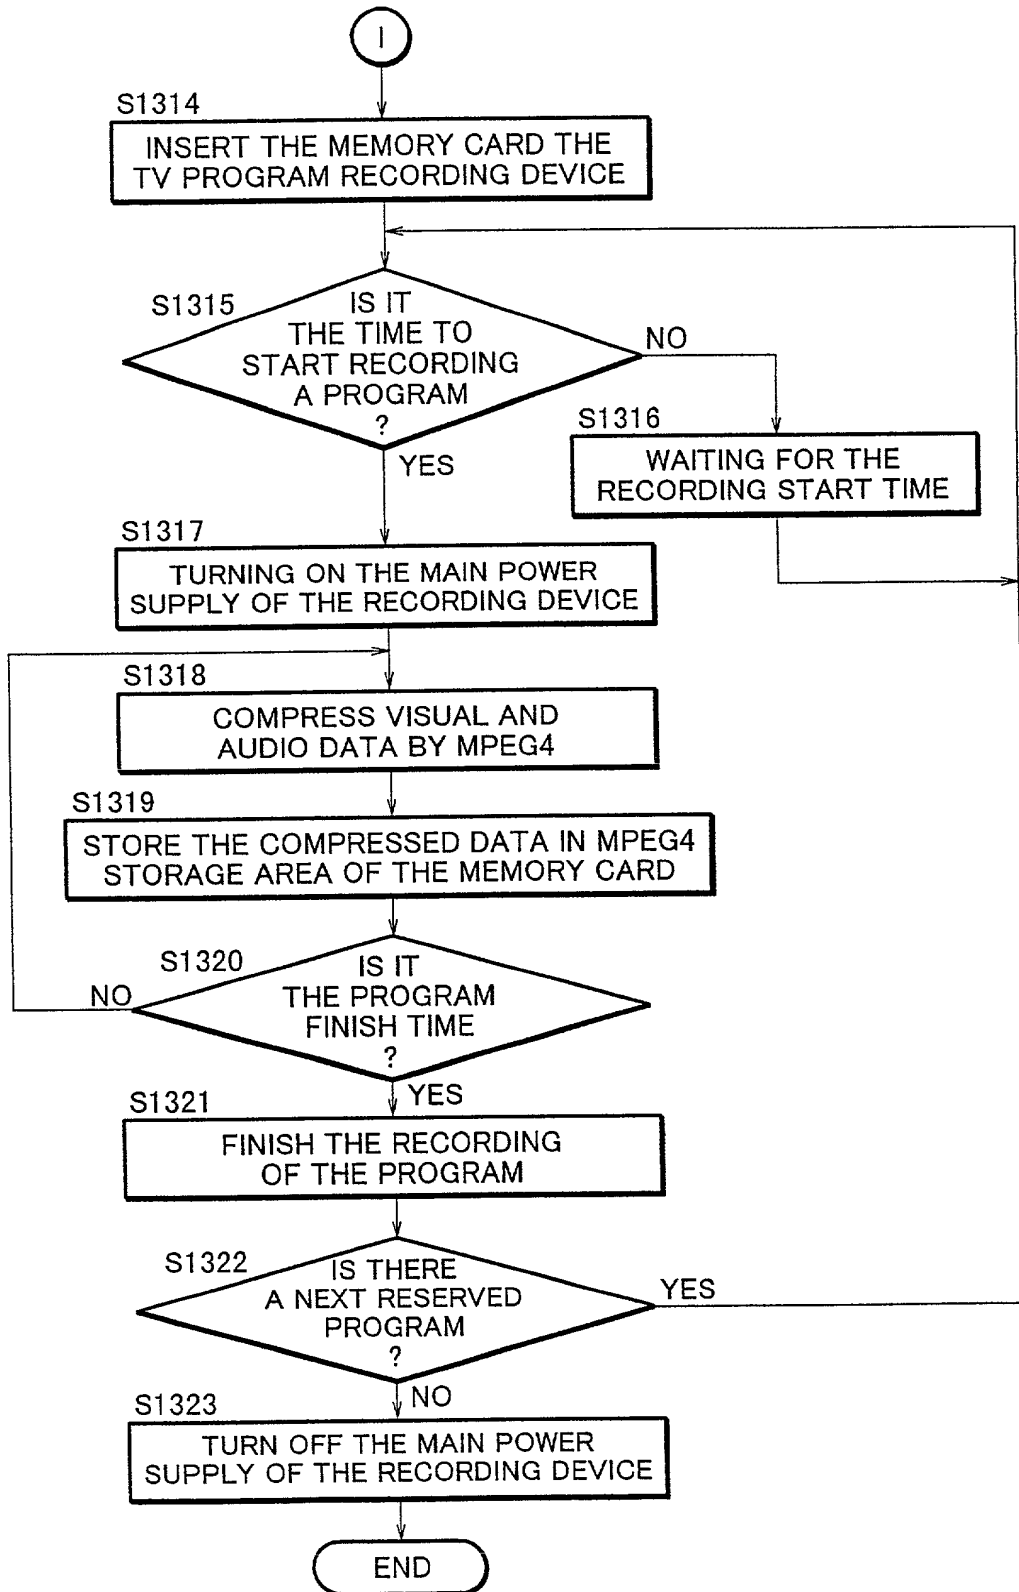 I
S1314
INSERT THE MEMORY CARD THE
TV PROGRAM RECORDING DEVICE
S1315
IS IT
THE TIME TO
START RECORDING
A PROGRAM
?
NO
YES
S1316
WAITING FOR THE
RECORDING START TIME
S1317
TURNING ON THE MAIN POWER
SUPPLY OF THE RECORDING DEVICE
S1318
COMPRESS VISUAL AND
AUDIO DATA BY MPEG4
S1319
STORE THE COMPRESSED DATA IN MPEG4
STORAGE AREA OF THE MEMORY CARD
S1320
IS IT
THE PROGRAM
FINISH TIME
?
NO
YES
S1321
FINISH THE RECORDING
OF THE PROGRAM
S1322
IS THERE
A NEXT RESERVED
PROGRAM
?
YES
NO
S1323
TURN OFF THE MAIN POWER
SUPPLY OF THE RECORDING DEVICE
END